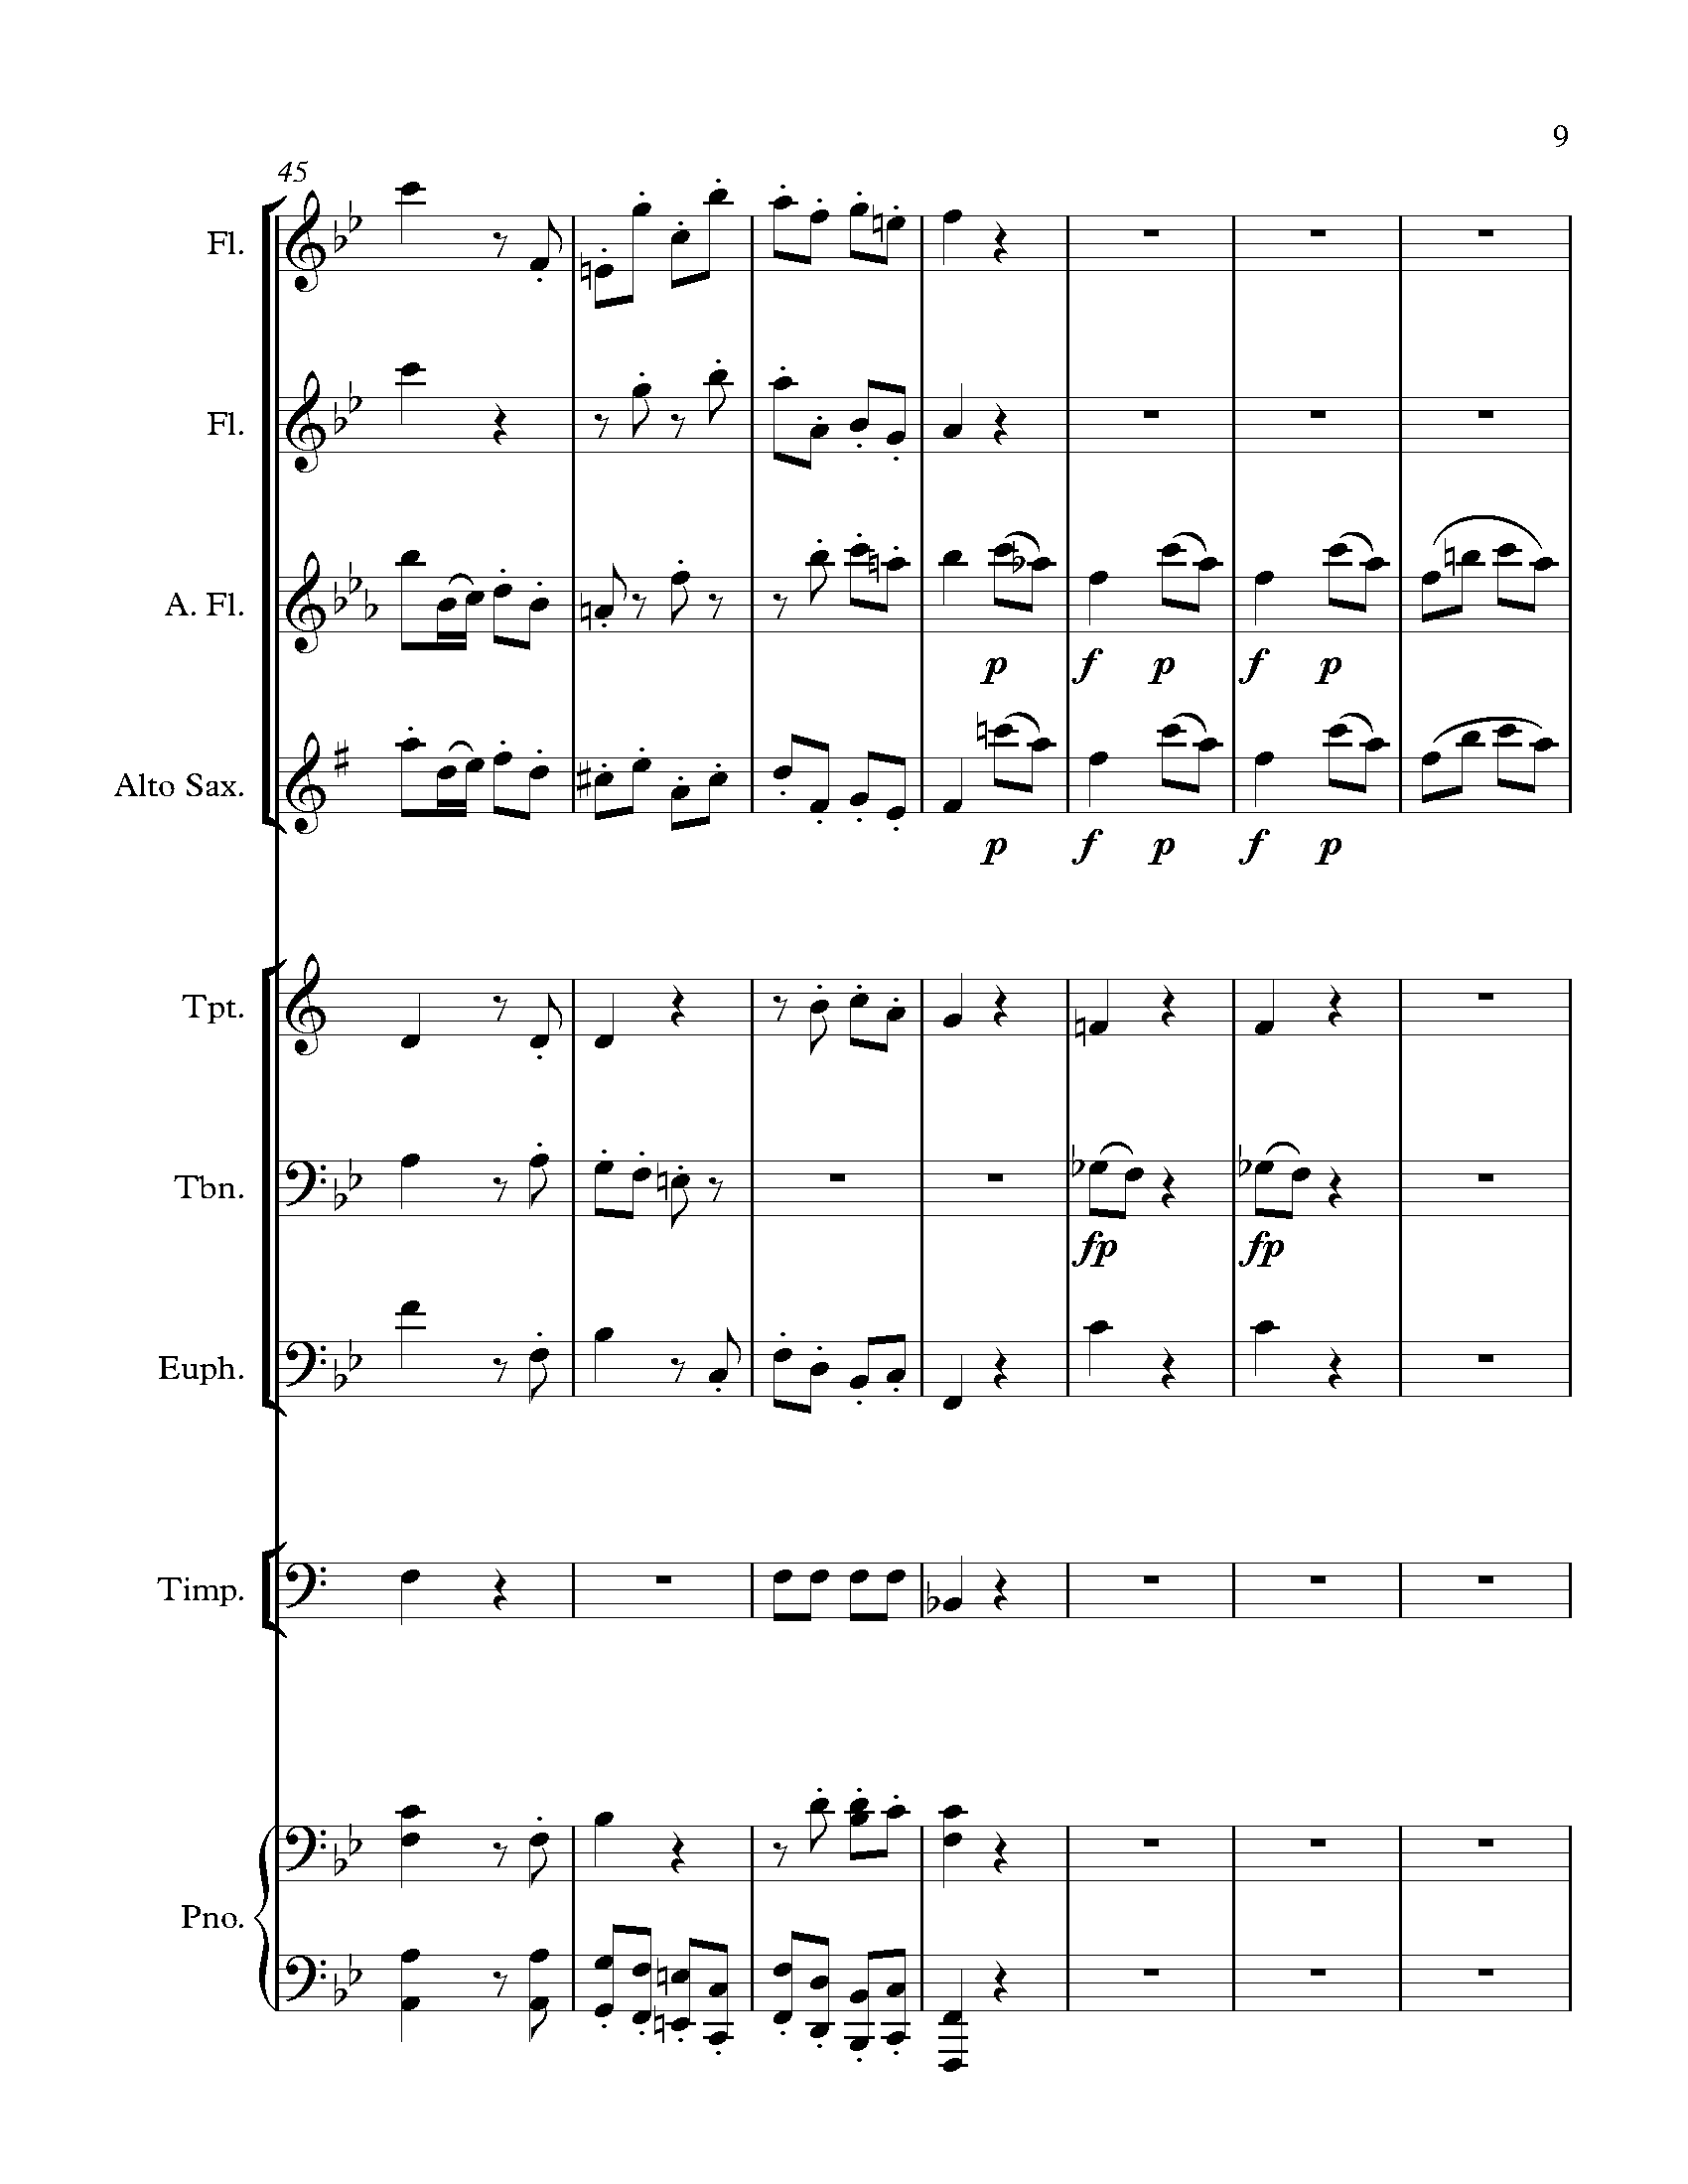 9
45
Fl.
Fl.
A. Fl.
p f p f p
Alto Sax.
p f p f p
Tpt.
Tbn.
fp fp
Euph.
Timp.
Pno.